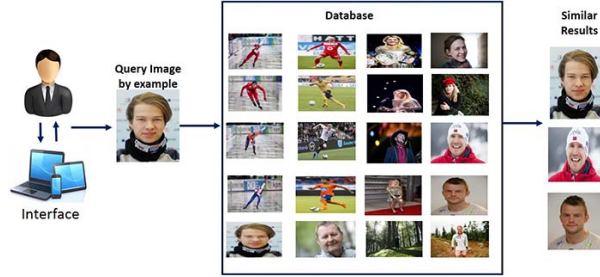 Database
Similar
Results
Query Image
by example
Interface